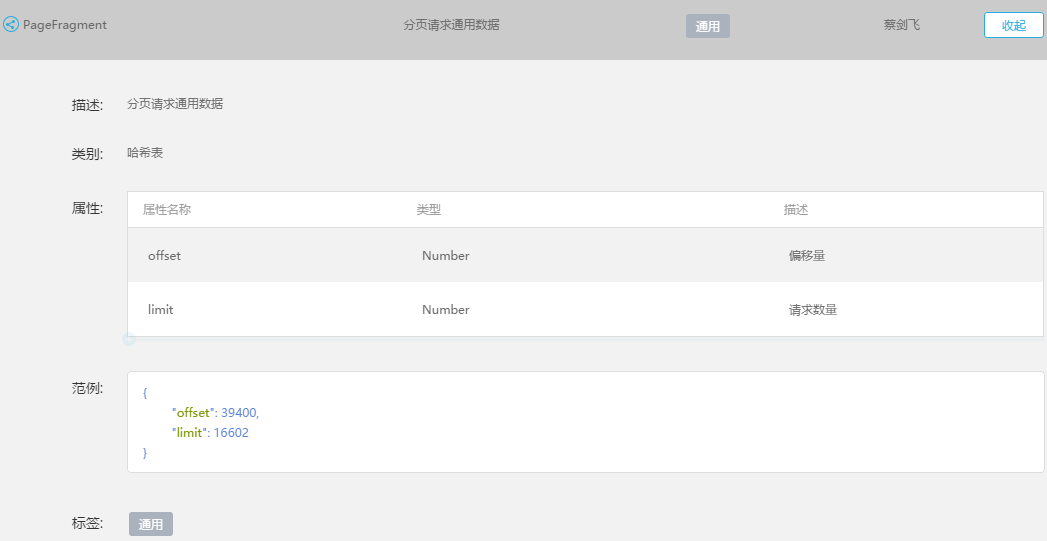 PageFragment 分页请求通用数据 通用 蔡剑飞 收起
描述: 分页请求通用数据
类别: 哈希表
属性: 属性名称 类型 描述
offset Number 偏移量
limit Number 请求数量
范例: {
"offset": 39400,
"limit": 16602
}
标签: 通用